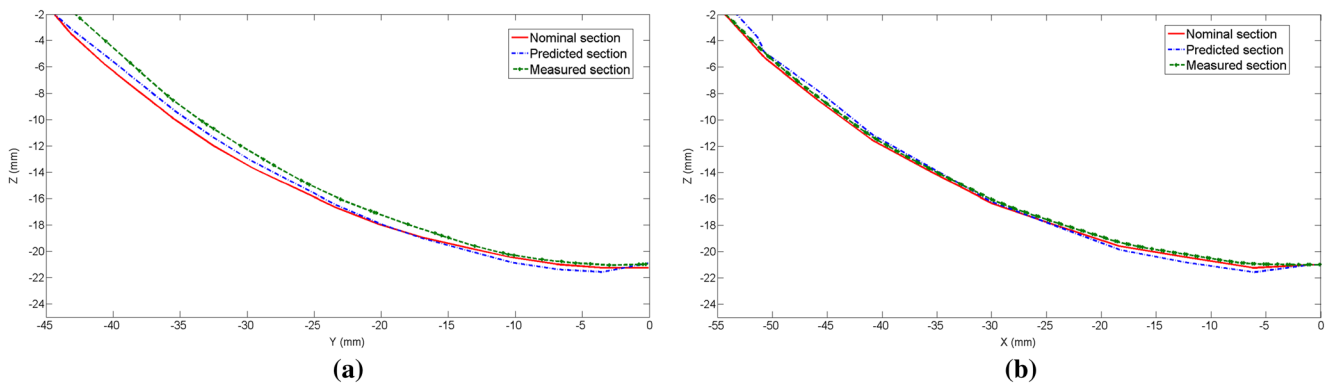 -2
-4
-6
-8
-10
-12
-14
-16
-18
-20
-22
-24
Z (mm)
-45 -40 -35 -30 -25 -20 -15 -10 -5 0
Y (mm)
Nominal section
Predicted section
Measured section
(a)
-2
-4
-6
-8
-10
-12
-14
-16
-18
-20
-22
-24
Z (mm)
-55 -50 -45 -40 -35 -30 -25 -20 -15 -10 -5 0
X (mm)
Nominal section
Predicted section
Measured section
(b)